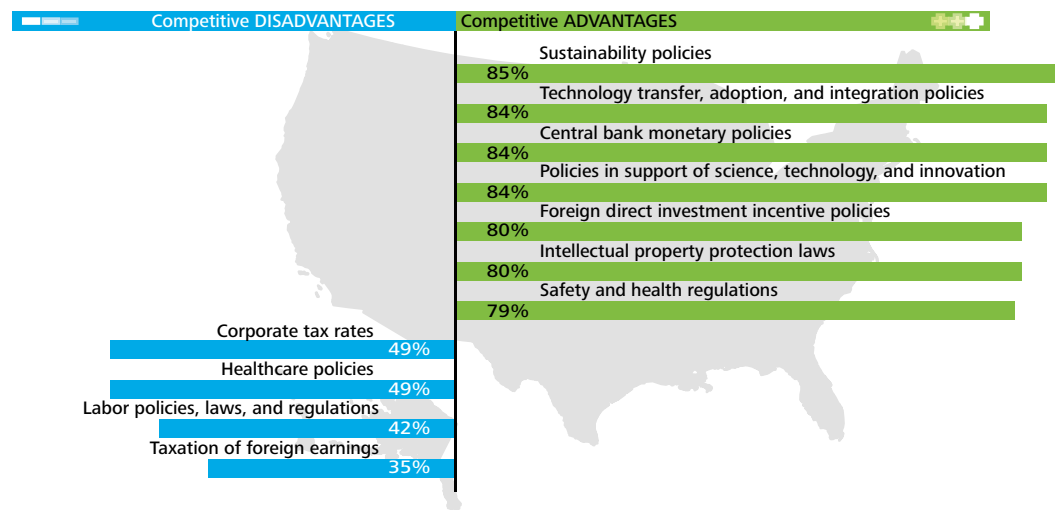 Competitive DISADVANTAGES
Competitive ADVANTAGES
Sustainability policies
85%
Technology transfer, adoption, and integration policies
84%
Central bank monetary policies
84%
Policies in support of science, technology, and innovation
84%
Foreign direct investment incentive policies
80%
Intellectual property protection laws
80%
Safety and health regulations
79%
Corporate tax rates
49%
Healthcare policies
49%
Labor policies, laws, and regulations
42%
Taxation of foreign earnings
35%